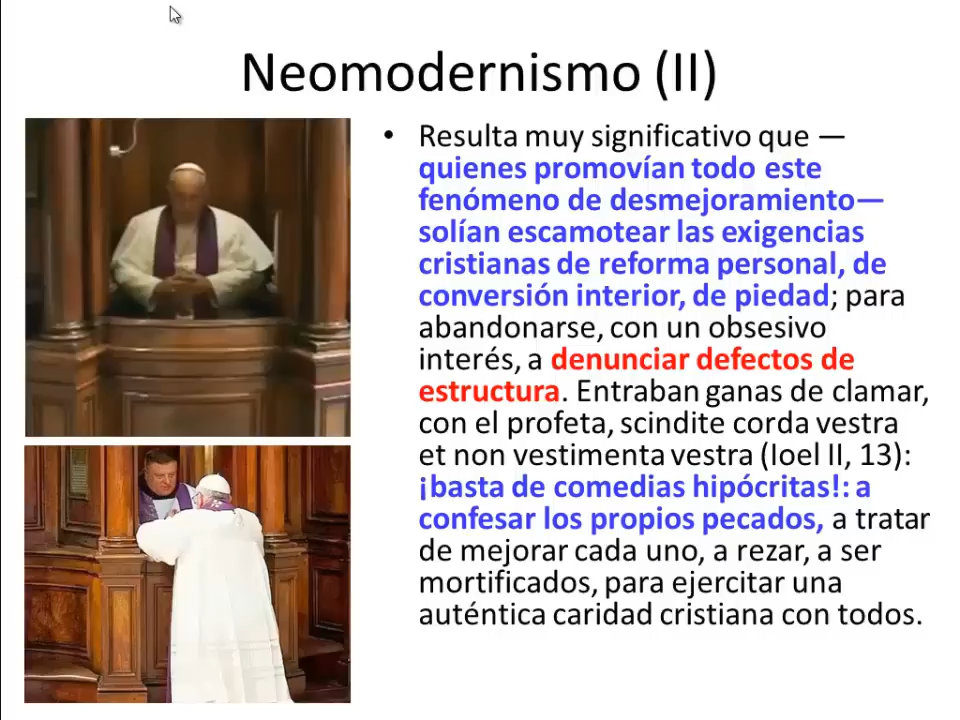 Neomodernismo (II)
• Resulta muy significativo que —
quienes promovían todo este
fenómeno de desmejoramiento—
solían escamotear las exigencias
cristianas de reforma personal, de
conversión interior, de piedad; para
abandonarse, con un obsesivo
interés, a denunciar defectos de
estructura. Entraban ganas de clamar,
con el profeta, scindite corda vestra
et non vestimenta vestra (Ioel II, 13):
¡basta de comedias hipócritas!: a
confesar los propios pecados, a tratar
de mejorar cada uno, a rezar, a ser
mortificados, para ejercitar una
auténtica caridad cristiana con todos.